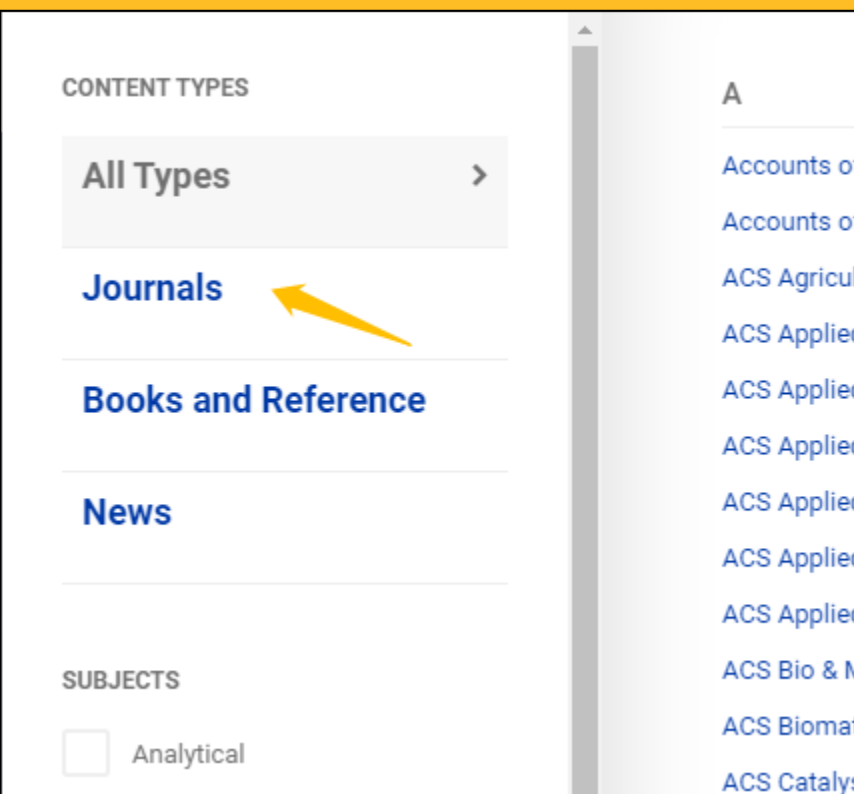 CONTENT TYPES
All Types
Journals
Books and Reference
News
SUBJECTS
Analytical
A
Accounts
Accounts
ACS
ACS
ACS
ACS
ACS
ACS
ACS
ACS Bio &
ACS
ACS